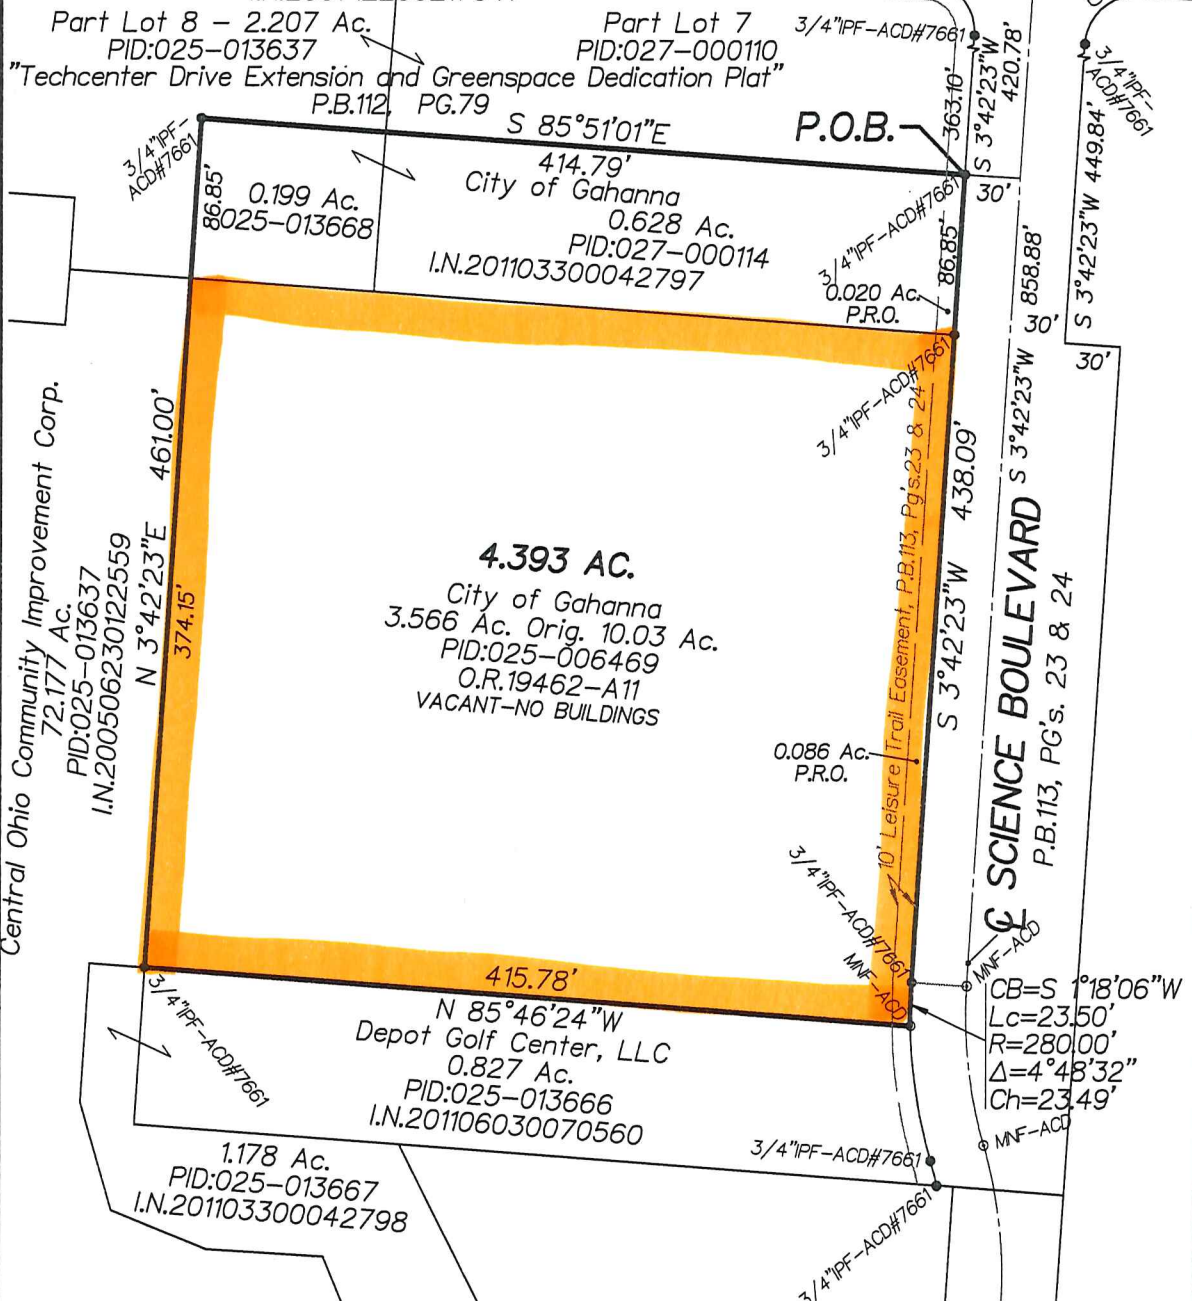 Part Lot 8 – 2.207 Ac.
PID:025–013637
Part Lot 7
PID:027–000110
"Techcenter Drive Extension and Greenspace Dedication Plat"
P.B.112, PG.79
3/4"IPF–ACD#7661
363.10'
S 3°42'23"W
420.78'
3/4"IPF–
ACD#7661
S 3°42'23"W 449.84'
3/4"IPF–
ACD#7661
S 85°51'01"E
414.79'
P.O.B.
30'
86.85'
0.199 Ac.
025–013668
City of Gahanna
0.628 Ac.
PID:027–000114
I.N.201103300042797
3/4"IPF–ACD#7661
86.85'
0.020 Ac.
P.R.O.
858.88'
30'
30'
3/4"IPF–ACD#7661
S 3°42'23"W
Central Ohio Community Improvement Corp.
72.177 Ac.
PID:025–013637
I.N.200506230122559
N 3°42'23"E
461.00'
374.15'
4.393 AC.
City of Gahanna
3.566 Ac. Orig. 10.03 Ac.
PID:025–006469
O.R.19462–A11
VACANT–NO BUILDINGS
10' Leisure Trail Easement, P.B.113, Pg's.23 & 24
S 3°42'23"W
438.09'
0.086 Ac.
P.R.O.
℄ SCIENCE BOULEVARD
P.B.113, PG's. 23 & 24
3/4"IPF–ACD#7661
MNF–ACD
MNF–ACD
CB=S 1°18'06"W
Lc=23.50'
R=280.00'
Δ=4°48'32"
Ch=23.49'
MNF–ACD
415.78'
N 85°46'24"W
3/4"IPF–ACD#7661
Depot Golf Center, LLC
0.827 Ac.
PID:025–013666
I.N.201106030070560
3/4"IPF–ACD#7661
1.178 Ac.
PID:025–013667
I.N.201103300042798
3/4"IPF–ACD#7661